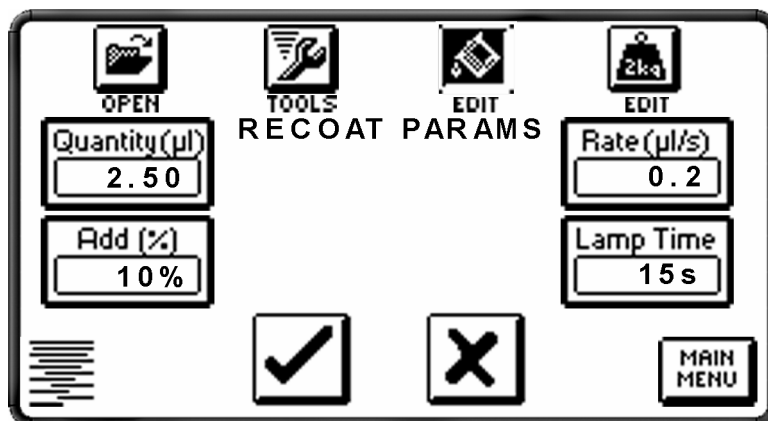 2kg
OPEN TOOLS EDIT EDIT
RECOAT PARAMS
Quantity(µl) Rate(µl/s)
2.50 0.2
Add (%) Lamp Time
10% 15s
MAIN
MENU